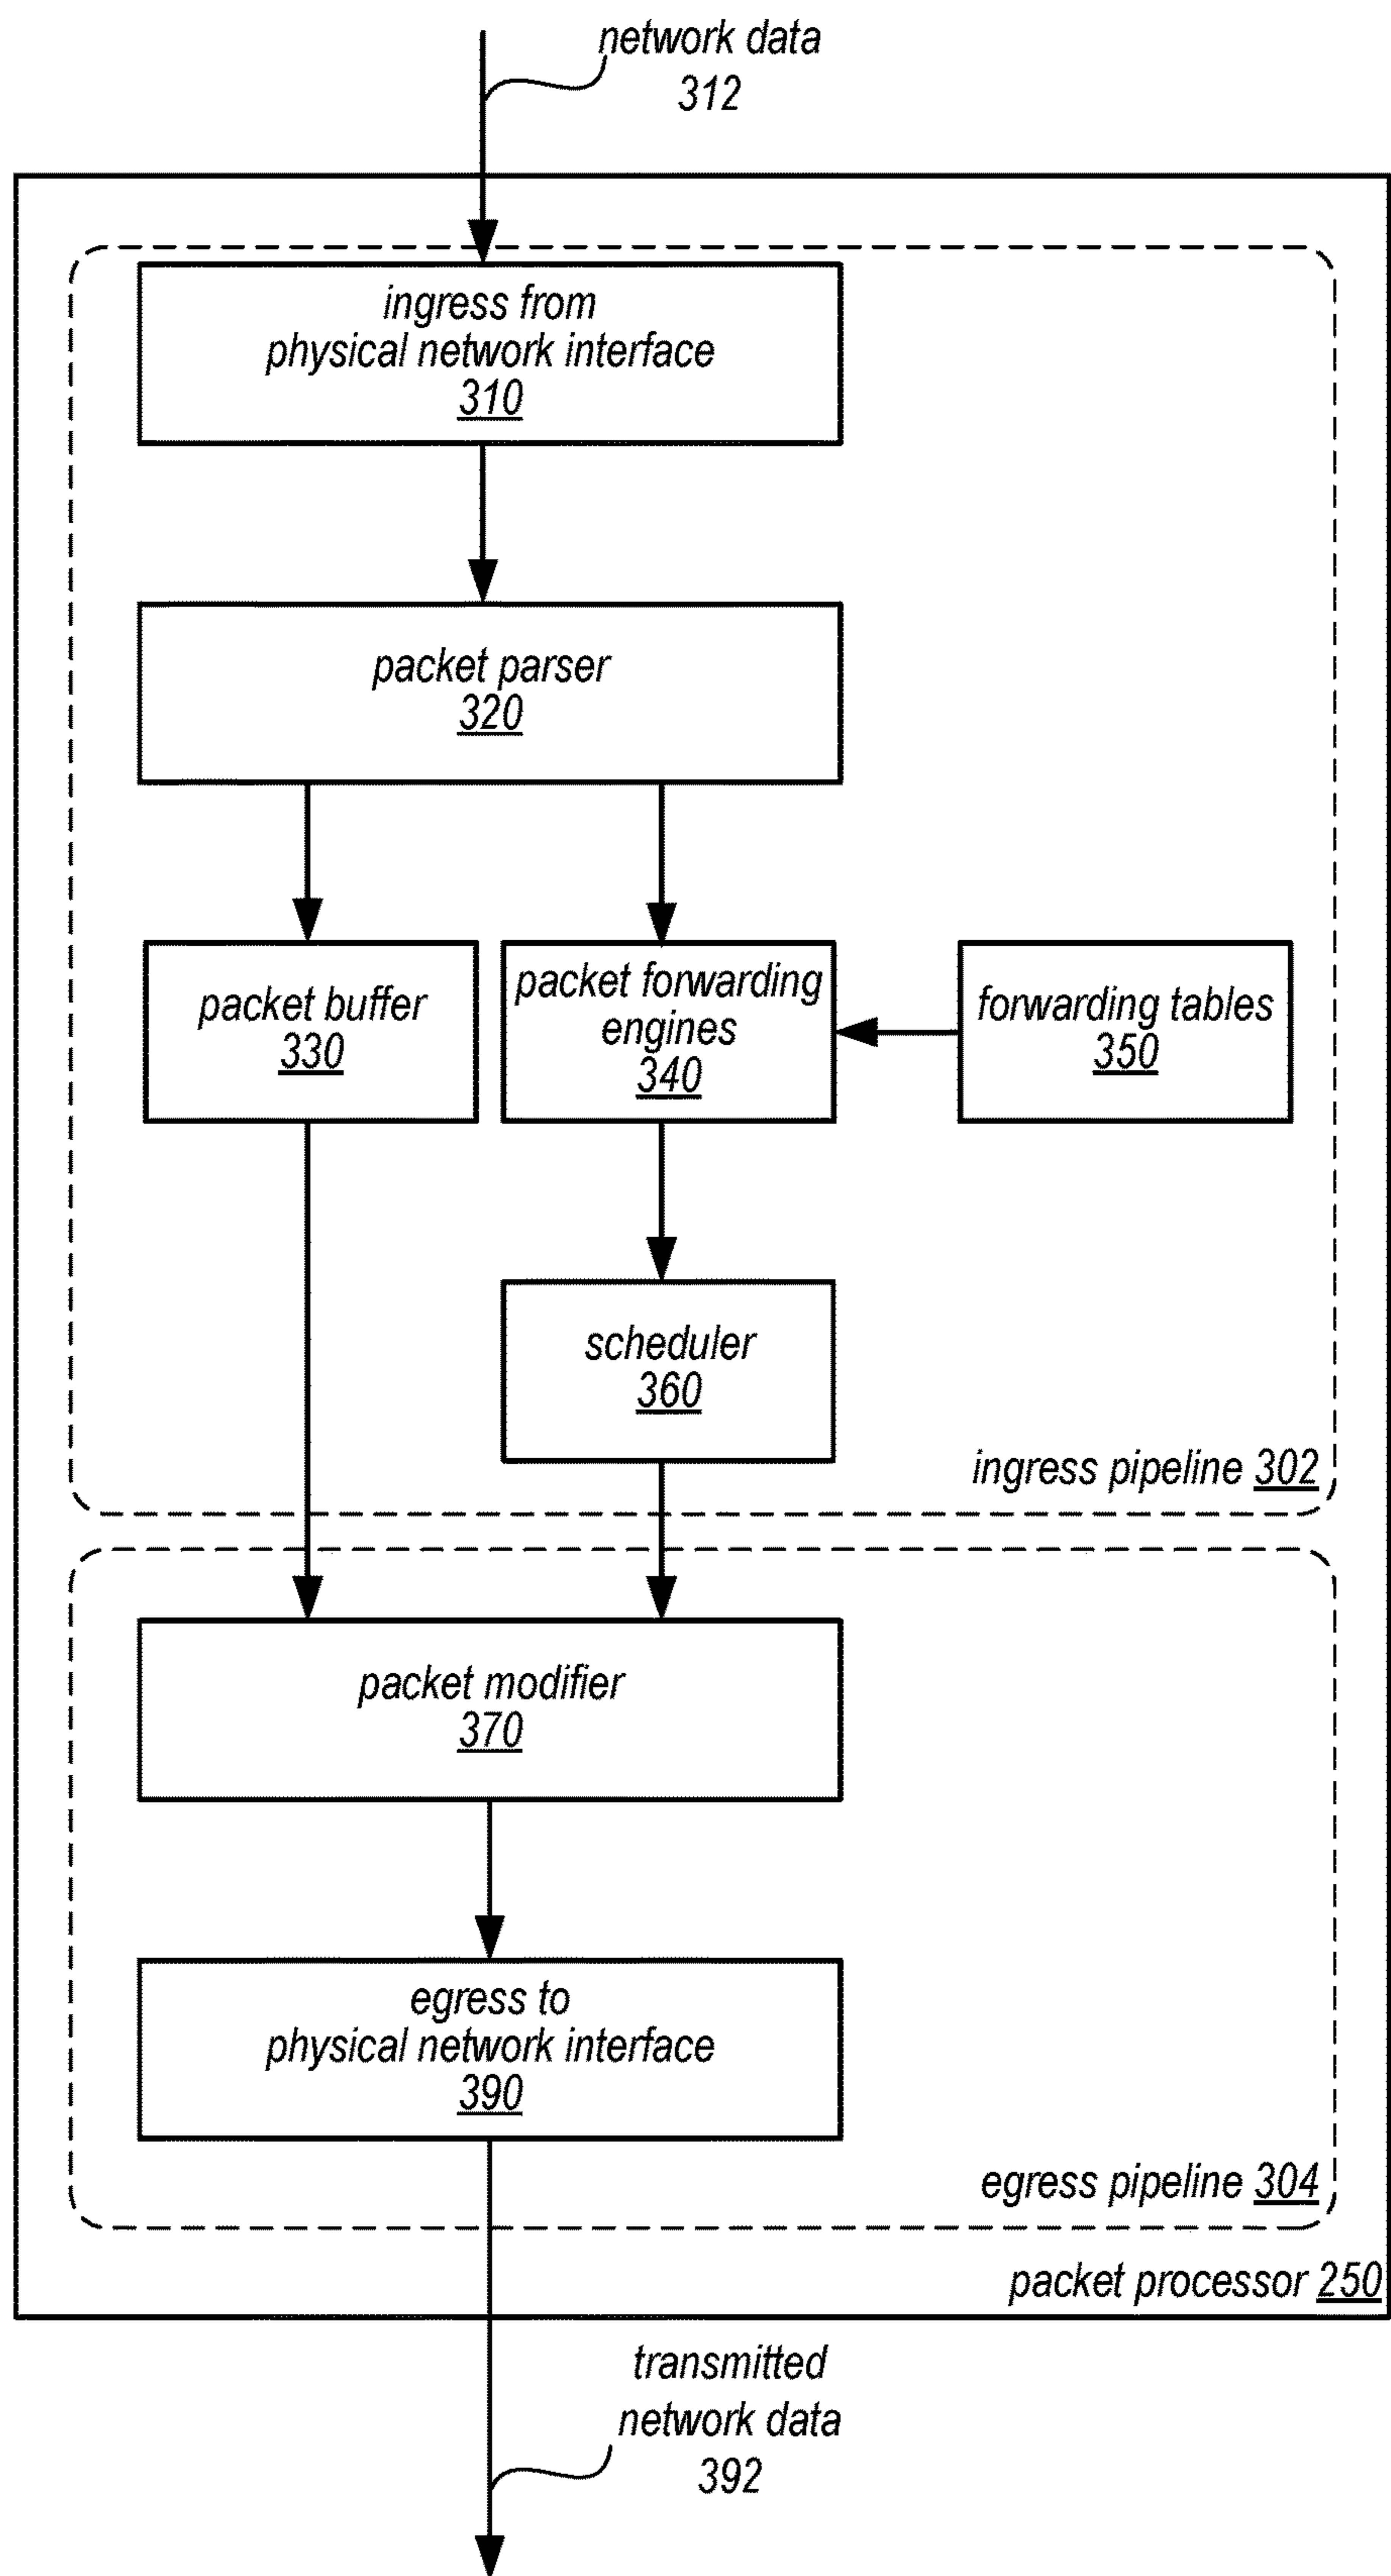 network data
312
ingress from
physical network interface
310
packet parser
320
packet buffer
330
packet forwarding
engines
340
forwarding tables
350
scheduler
360
ingress pipeline 302
packet modifier
370
egress to
physical network interface
390
egress pipeline 304
packet processor 250
transmitted
network data
392